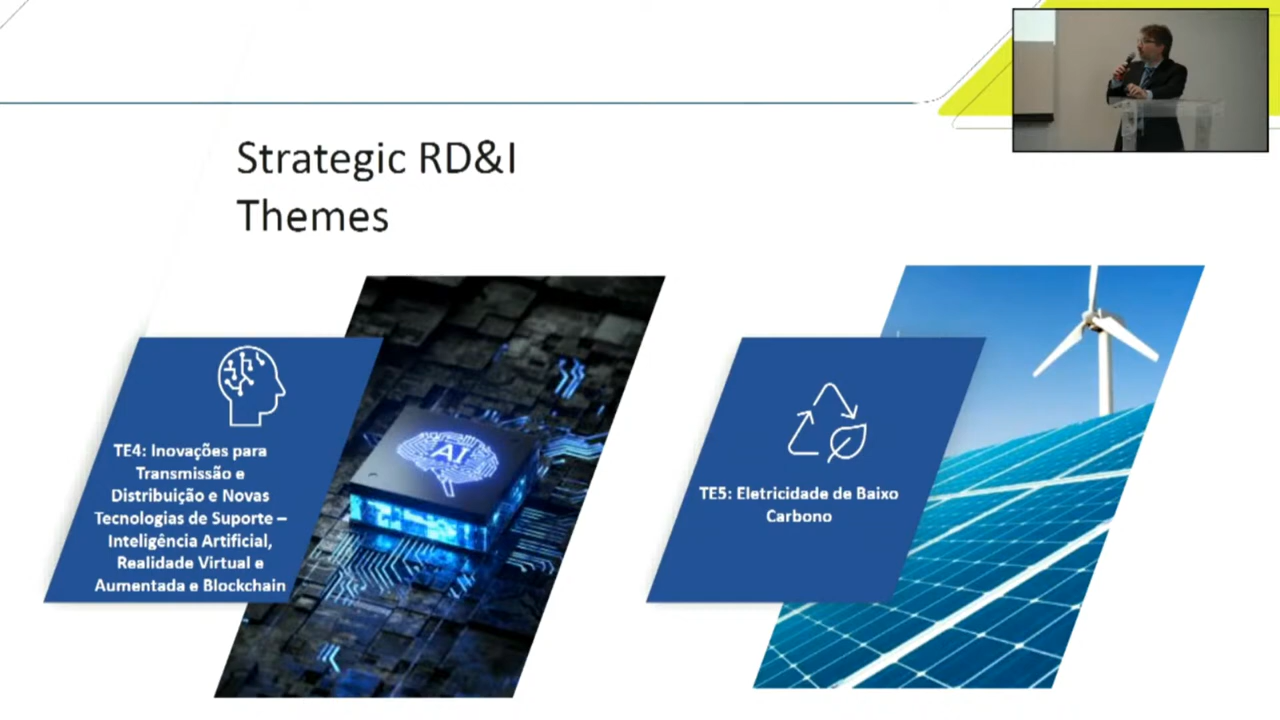 Strategic RD&I
Themes
TE4: Inovações para
Transmissão e
Distribuição e Novas
Tecnologias de Suporte –
Inteligência Artificial,
Realidade Virtual e
Aumentada e Blockchain
AI
TE5: Eletricidade de Baixo
Carbono